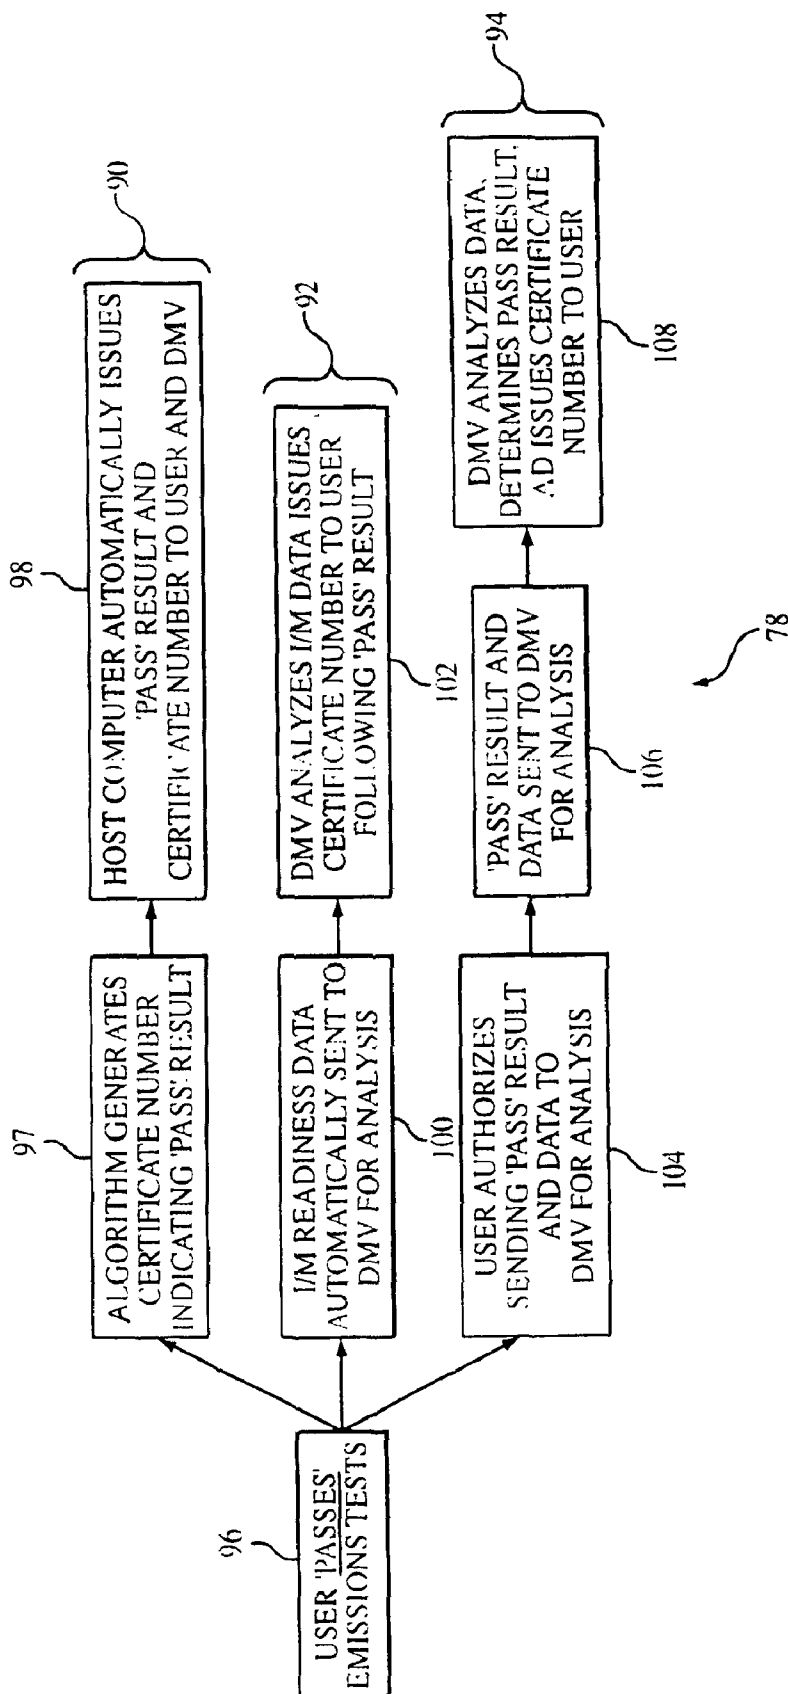 96
USER 'PASSES'
EMISSIONS TESTS
97
ALGORITHM GENERATES
CERTIFICATE NUMBER
INDICATING 'PASS' RESULT
98
HOST COMPUTER AUTOMATICALLY ISSUES
'PASS' RESULT AND
CERTIFICATE NUMBER TO USER AND DMV
90
I/M READINESS DATA
AUTOMATICALLY SENT TO
DMV FOR ANALYSIS
100
DMV ANALYZES I/M DATA ISSUES
CERTIFICATE NUMBER TO USER
FOLLOWING 'PASS' RESULT
102
92
USER AUTHORIZES
SENDING 'PASS' RESULT
AND DATA TO
DMV FOR ANALYSIS
104
'PASS' RESULT AND
DATA SENT TO DMV
FOR ANALYSIS
106
DMV ANALYZES DATA,
DETERMINES PASS RESULT,
AD ISSUES CERTIFICATE
NUMBER TO USER
108
94
78